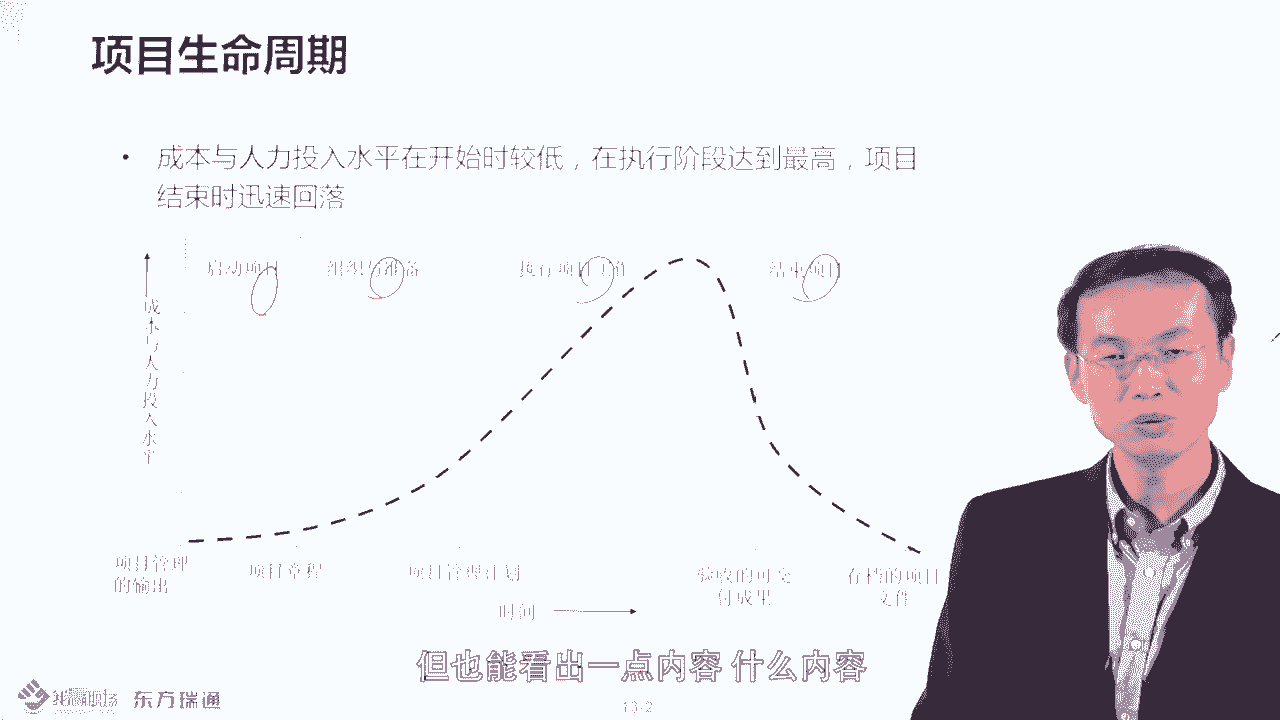 项目生命周期
• 成本与人力投入水平在开始时较低，在执行阶段达到最高，项目
结束时迅速回落
启动项目
组织与准备
执行项目工作
结束项目
成本与人力投入水平
项目管理
的输出
项目章程
项目管理计划
验收的可交
付成果
存档的项目
文件
时间
但也能看出一点内容 什么内容
东方瑞通